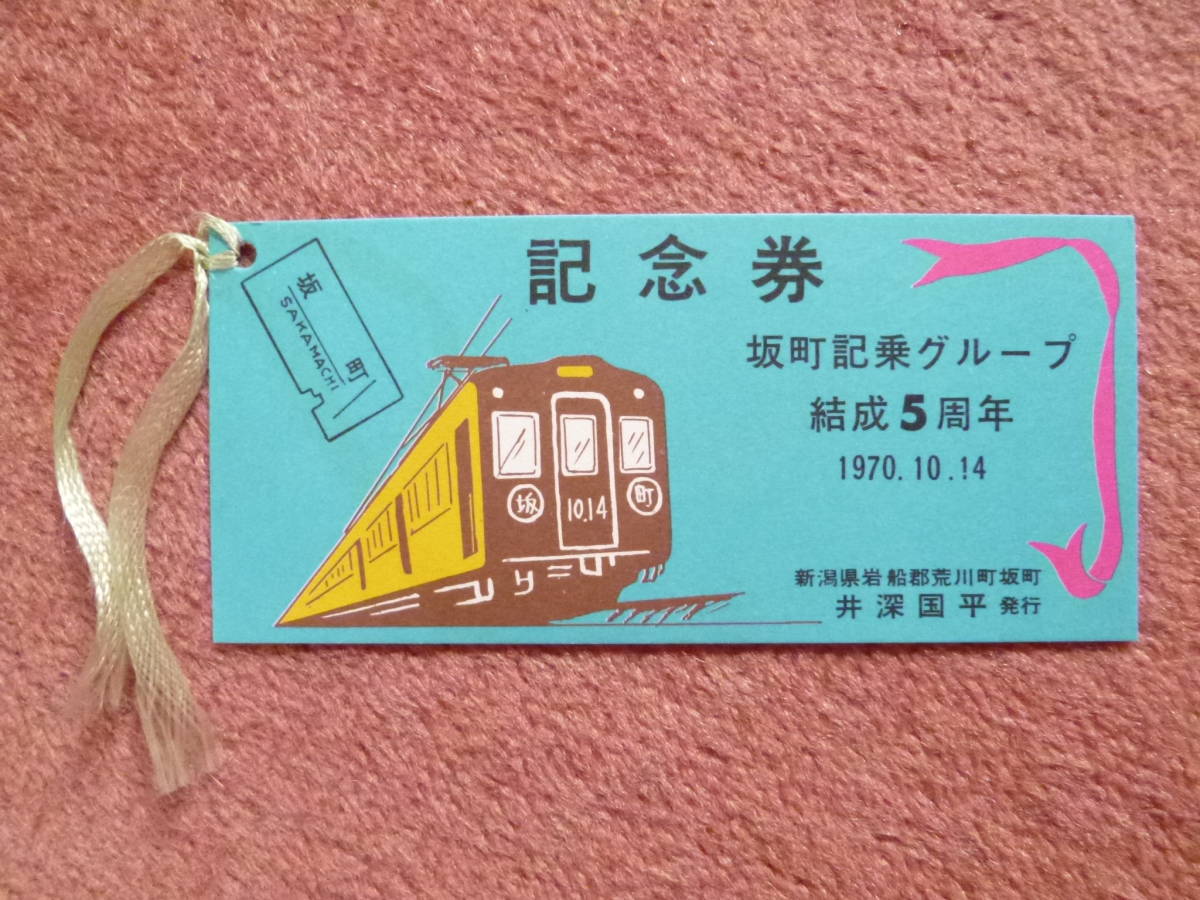 記念券
坂町
SAKAMACHI
坂町記乗グループ
結成5周年
1970.10.14
坂
10.14
町
新潟県岩船郡荒川町坂町
井深国平 発行